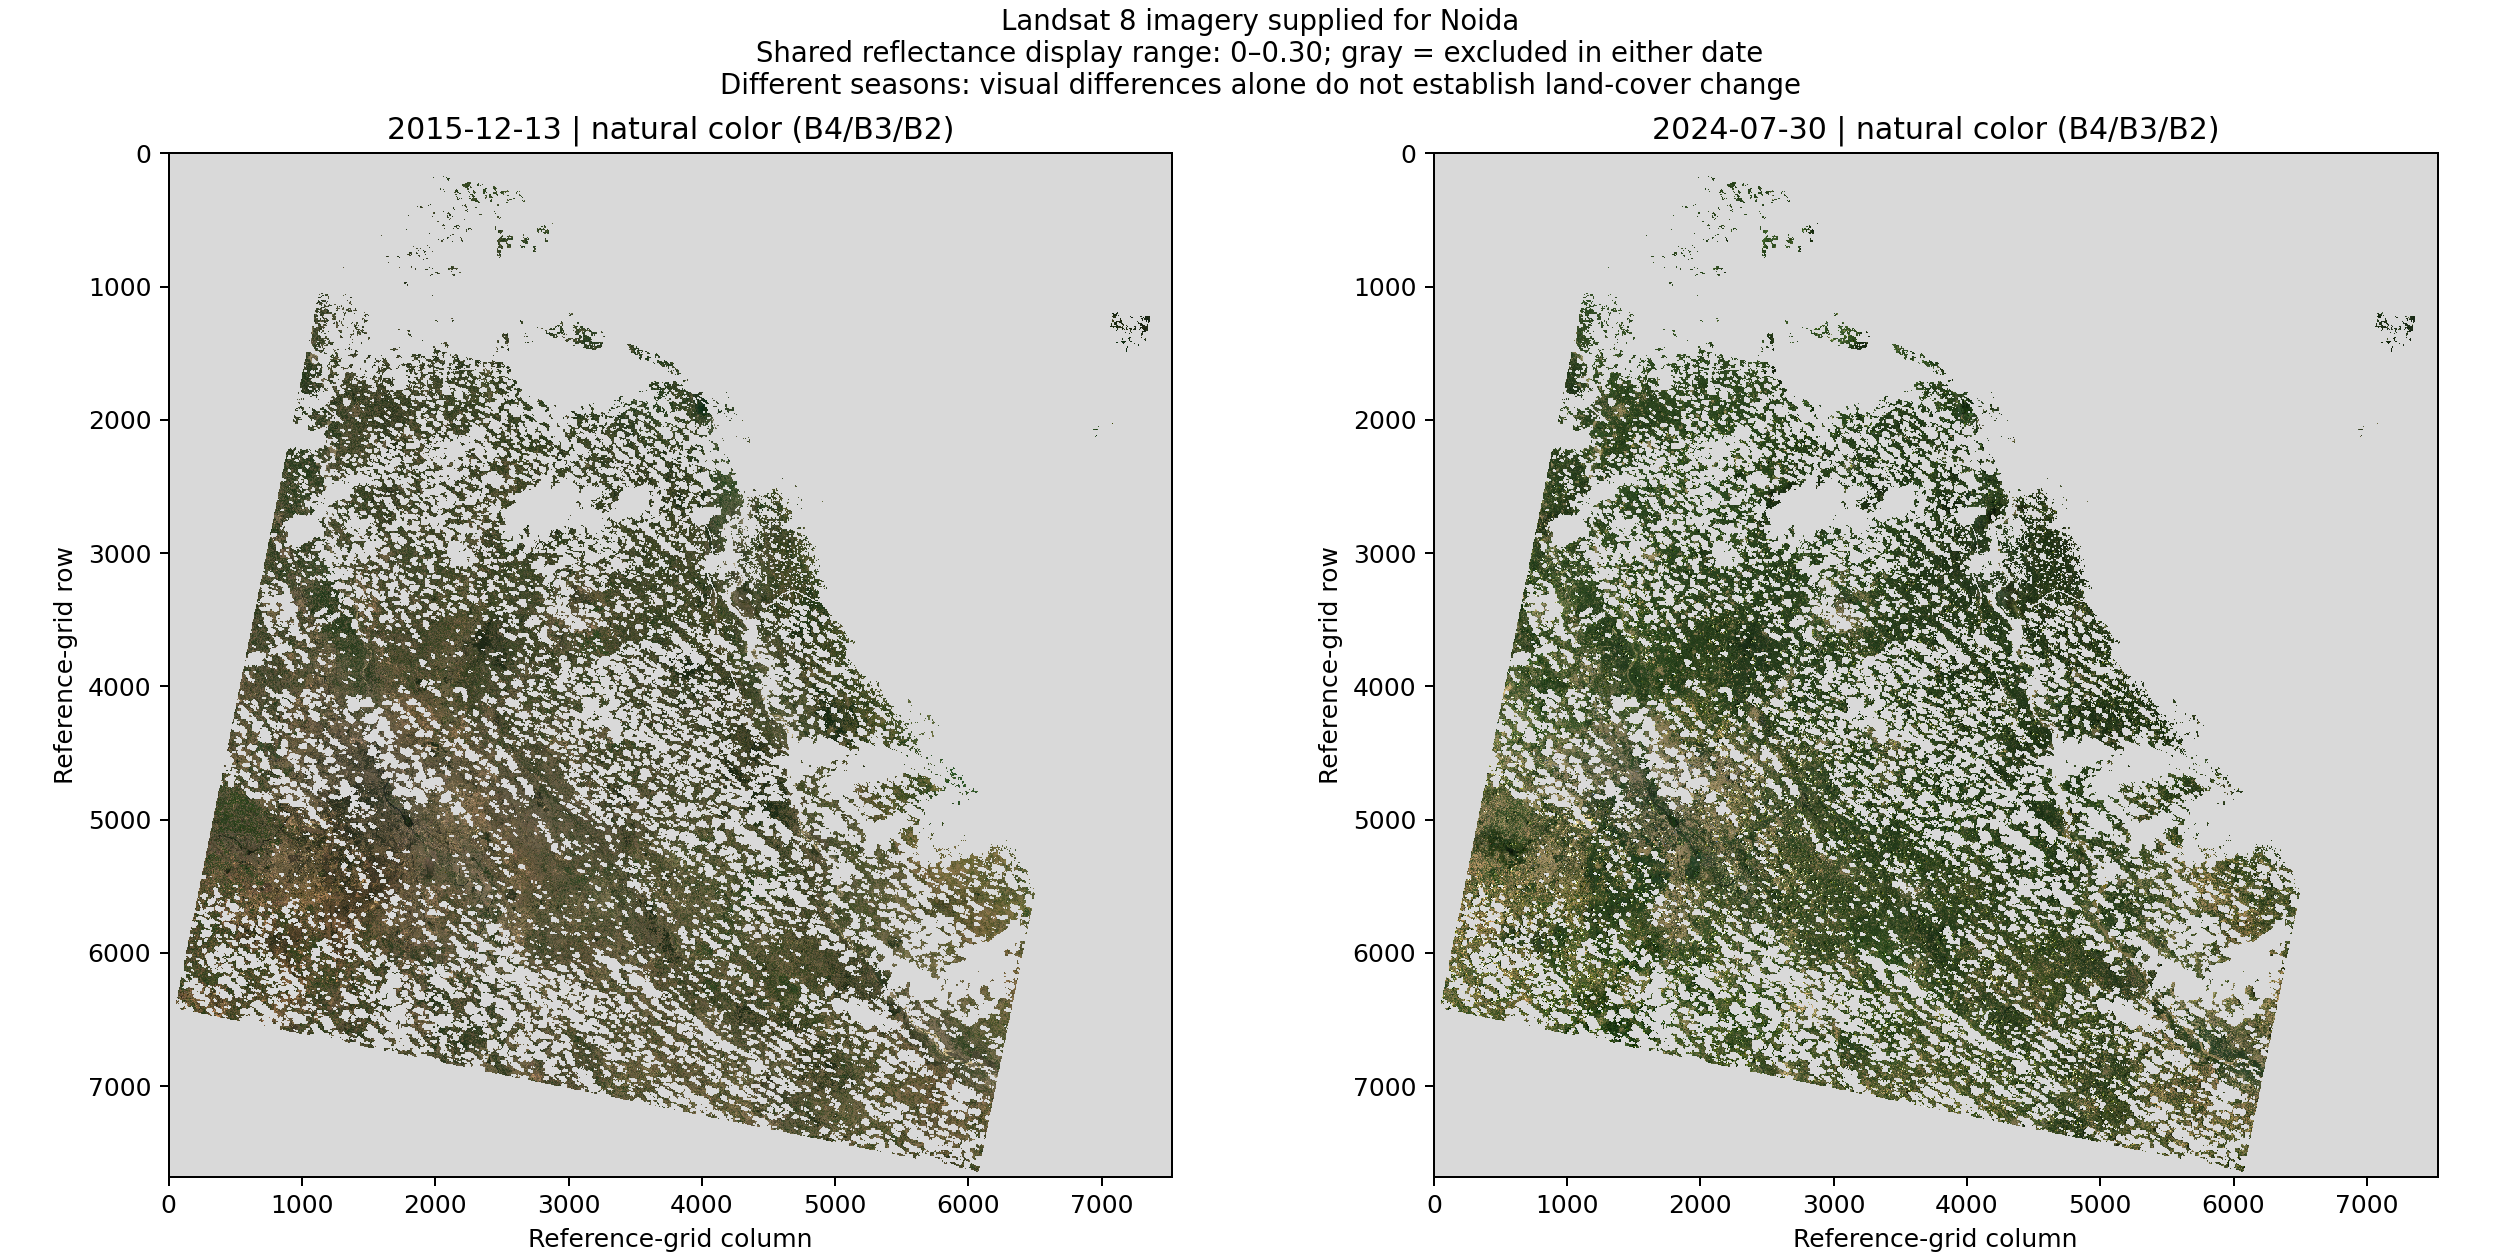 Landsat 8 imagery supplied for Noida
Shared reflectance display range: 0–0.30; gray = excluded in either date
Different seasons: visual differences alone do not establish land-cover change
2015-12-13 | natural color (B4/B3/B2)
0
1000
2000
3000
4000
5000
6000
7000
Reference-grid row
0 1000 2000 3000 4000 5000 6000 7000
Reference-grid column
2024-07-30 | natural color (B4/B3/B2)
0
1000
2000
3000
4000
5000
6000
7000
Reference-grid row
0 1000 2000 3000 4000 5000 6000 7000
Reference-grid column